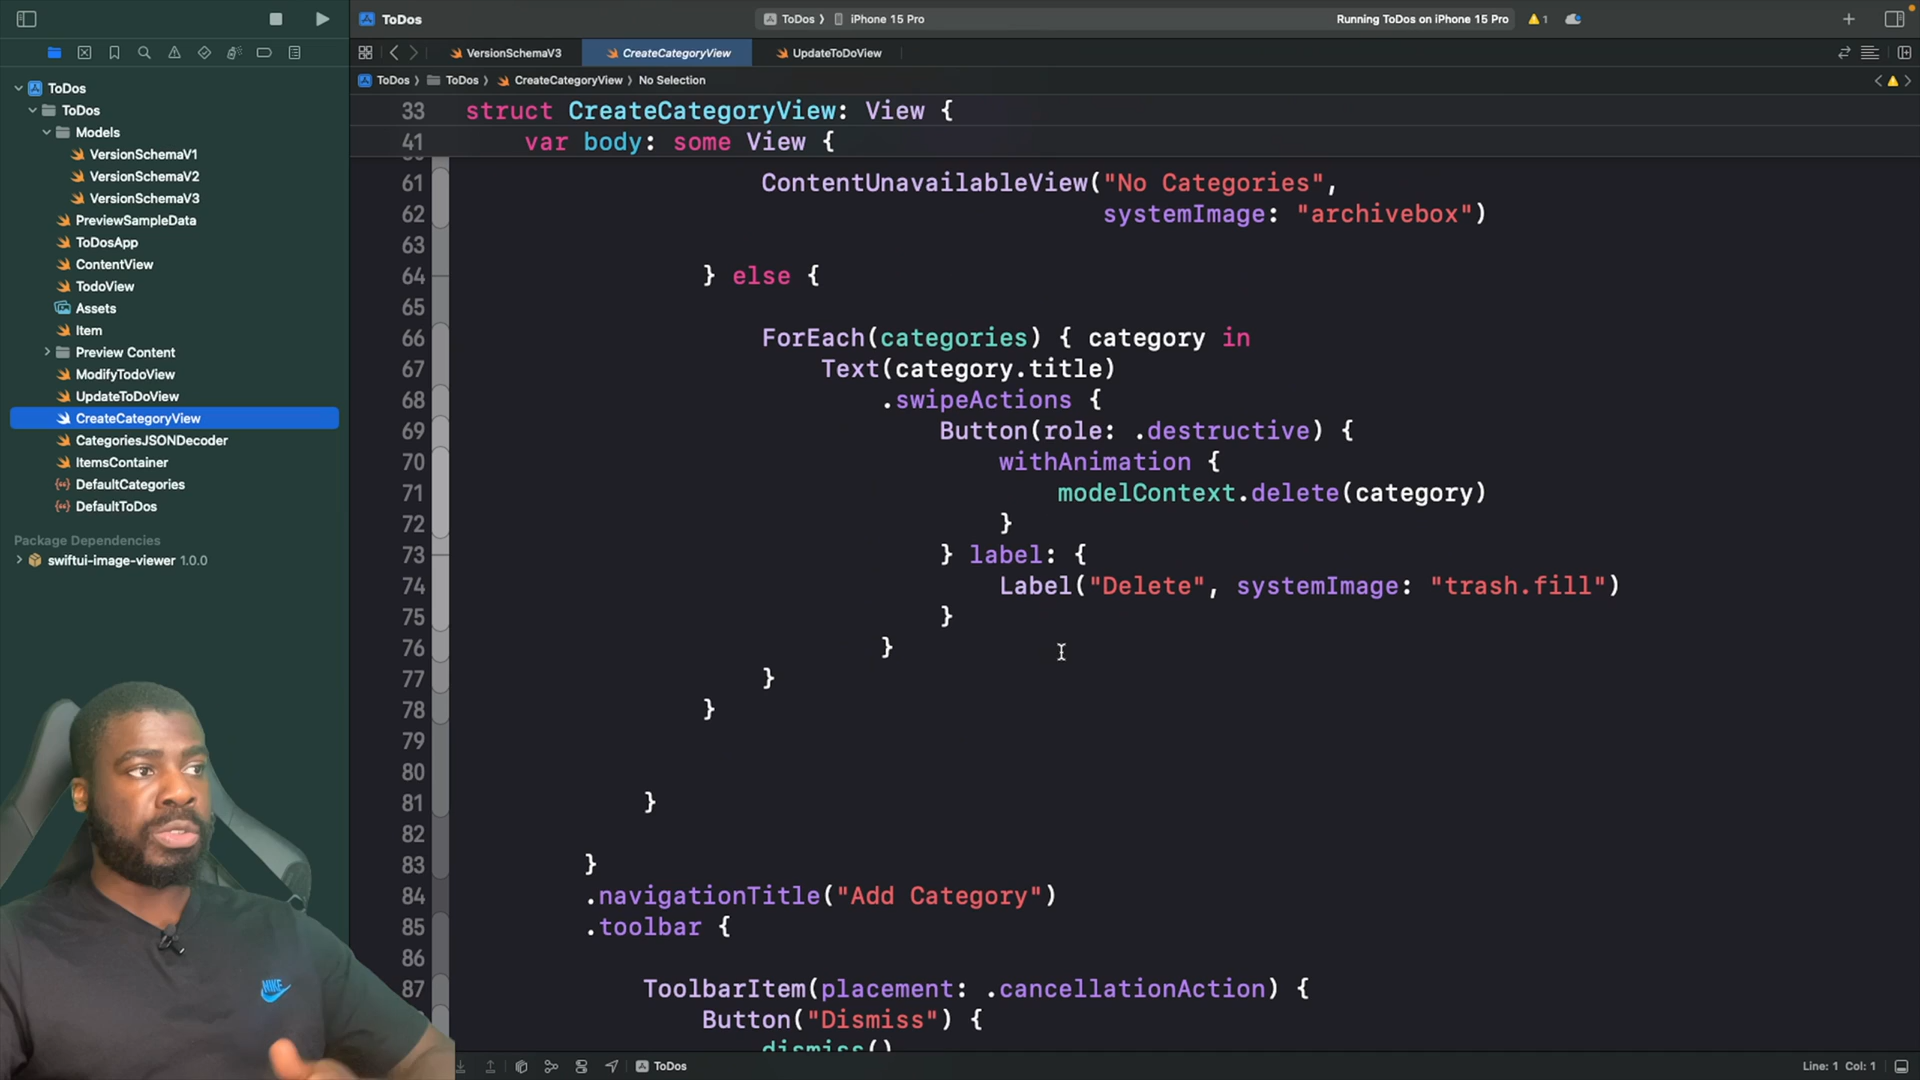 ToDos
ToDos ⟩ iPhone 15 Pro
Running ToDos on iPhone 15 Pro
1
VersionSchemaV3
CreateCategoryView
UpdateToDoView
ToDos ⟩ ToDos ⟩ CreateCategoryView ⟩ No Selection
ToDos
ToDos
Models
VersionSchemaV1
VersionSchemaV2
VersionSchemaV3
PreviewSampleData
ToDosApp
ContentView
TodoView
Assets
Item
Preview Content
ModifyTodoView
UpdateToDoView
CreateCategoryView
CategoriesJSONDecoder
ItemsContainer
DefaultCategories
DefaultToDos
Package Dependencies
swiftui-image-viewer 1.0.0
33 struct CreateCategoryView: View {
41 var body: some View {
61 ContentUnavailableView("No Categories",
62 systemImage: "archivebox")
63
64 } else {
65
66 ForEach(categories) { category in
67 Text(category.title)
68 .swipeActions {
69 Button(role: .destructive) {
70 withAnimation {
71 modelContext.delete(category)
72 }
73 } label: {
74 Label("Delete", systemImage: "trash.fill")
75 }
76 }
77 }
78 }
79
80
81 }
82
83 }
84 .navigationTitle("Add Category")
85 .toolbar {
86
87 ToolbarItem(placement: .cancellationAction) {
Button("Dismiss") {
dismiss()
NIKE
ToDos
Line: 1 Col: 1